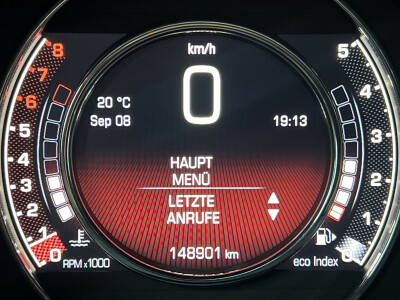 km/h
0
20 °C
Sep 08
19:13
HAUPT
MENÜ
LETZTE
ANRUFE
148901 km
8
7
6
5
4
3
2
1
0
RPM ×1000
5
4
3
2
1
0
eco Index